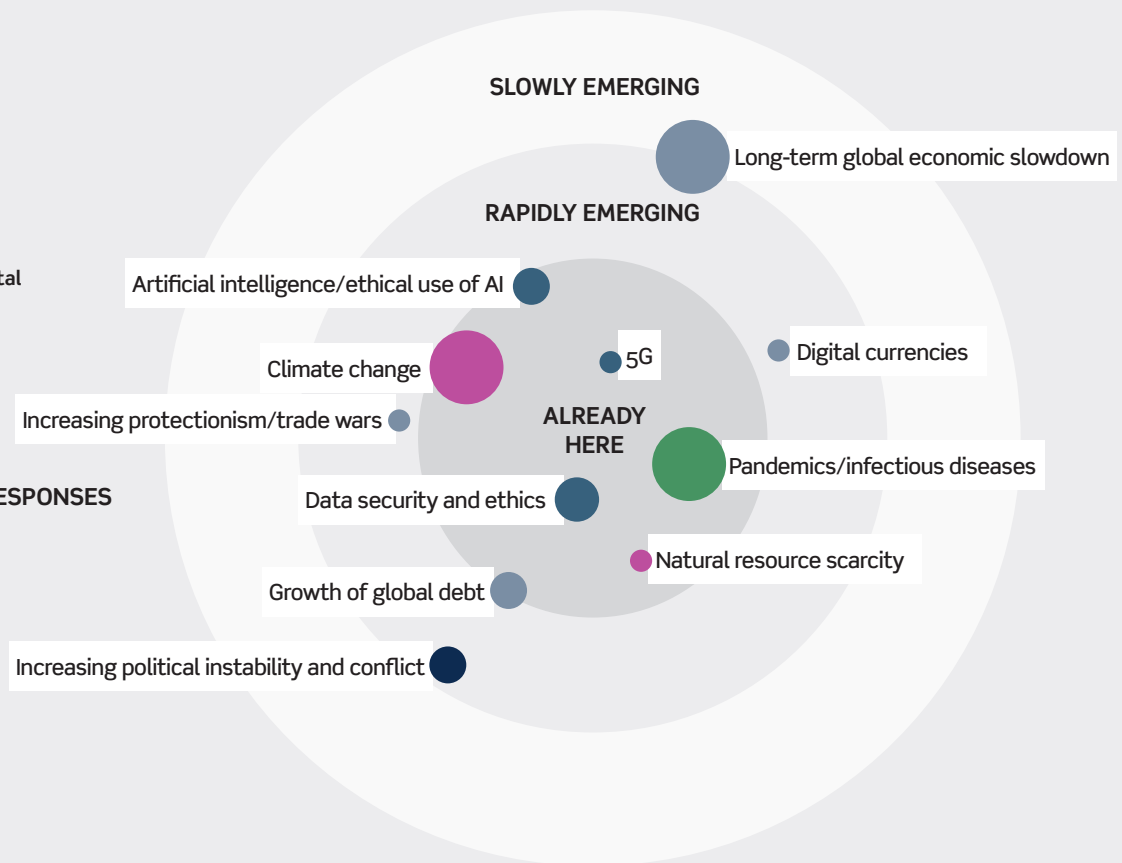 SLOWLY EMERGING
Long-term global economic slowdown
RAPIDLY EMERGING
Artificial intelligence/ethical use of AI
5G
Digital currencies
Climate change
Increasing protectionism/trade wars
ALREADY
HERE
Pandemics/infectious diseases
Data security and ethics
Natural resource scarcity
Growth of global debt
Increasing political instability and conflict